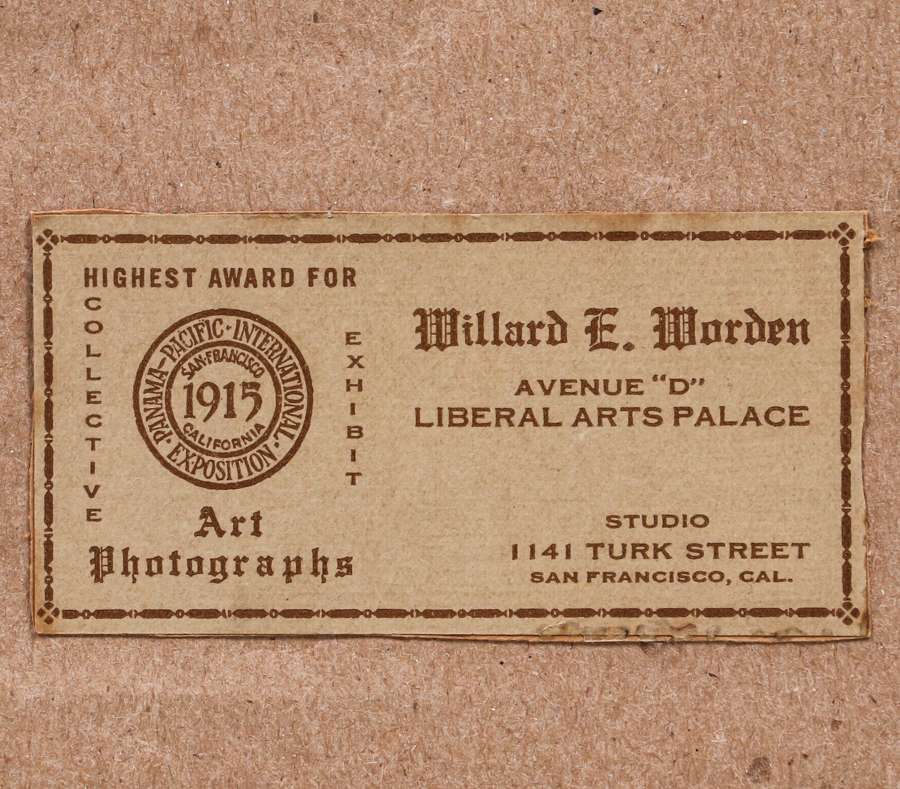 HIGHEST AWARD FOR
COLLECTIVE
PANAMA-PACIFIC·INTERNATIONAL
·EXPOSITION·
SAN·FRANCISCO
1915
CALIFORNIA
EXHIBIT
Art
Photographs
Willard E. Worden
AVENUE "D"
LIBERAL ARTS PALACE
STUDIO
1141 TURK STREET
SAN FRANCISCO, CAL.